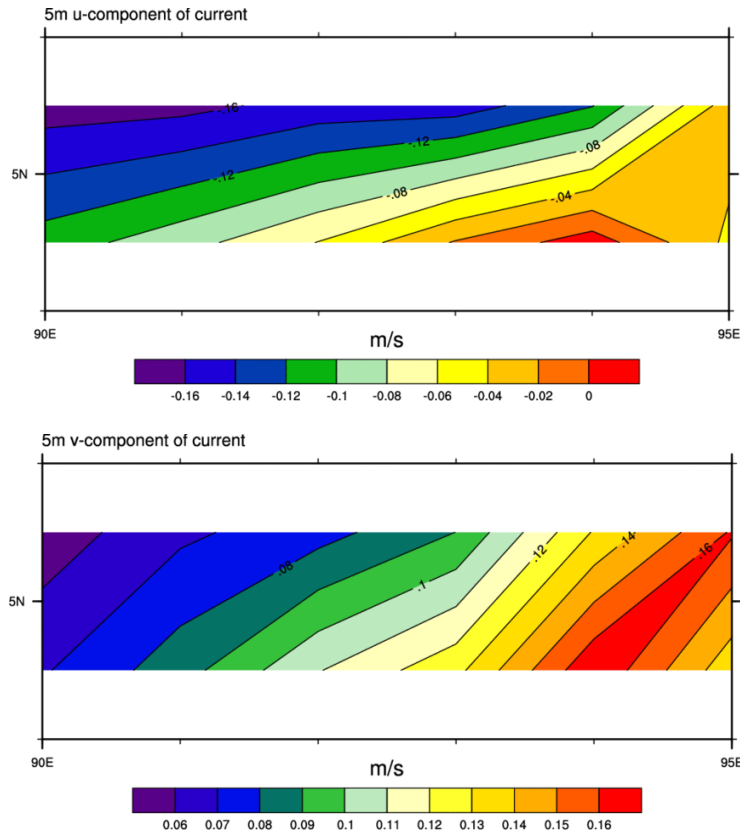 5m u-component of current
-.16
-.12
-.08
5N
-.12
-.08
-.04
90E 95E
m/s
-0.16 -0.14 -0.12 -0.1 -0.08 -0.06 -0.04 -0.02 0
5m v-component of current
.14
.12
.16
.08
.1
5N
90E 95E
m/s
0.06 0.07 0.08 0.09 0.1 0.11 0.12 0.13 0.14 0.15 0.16